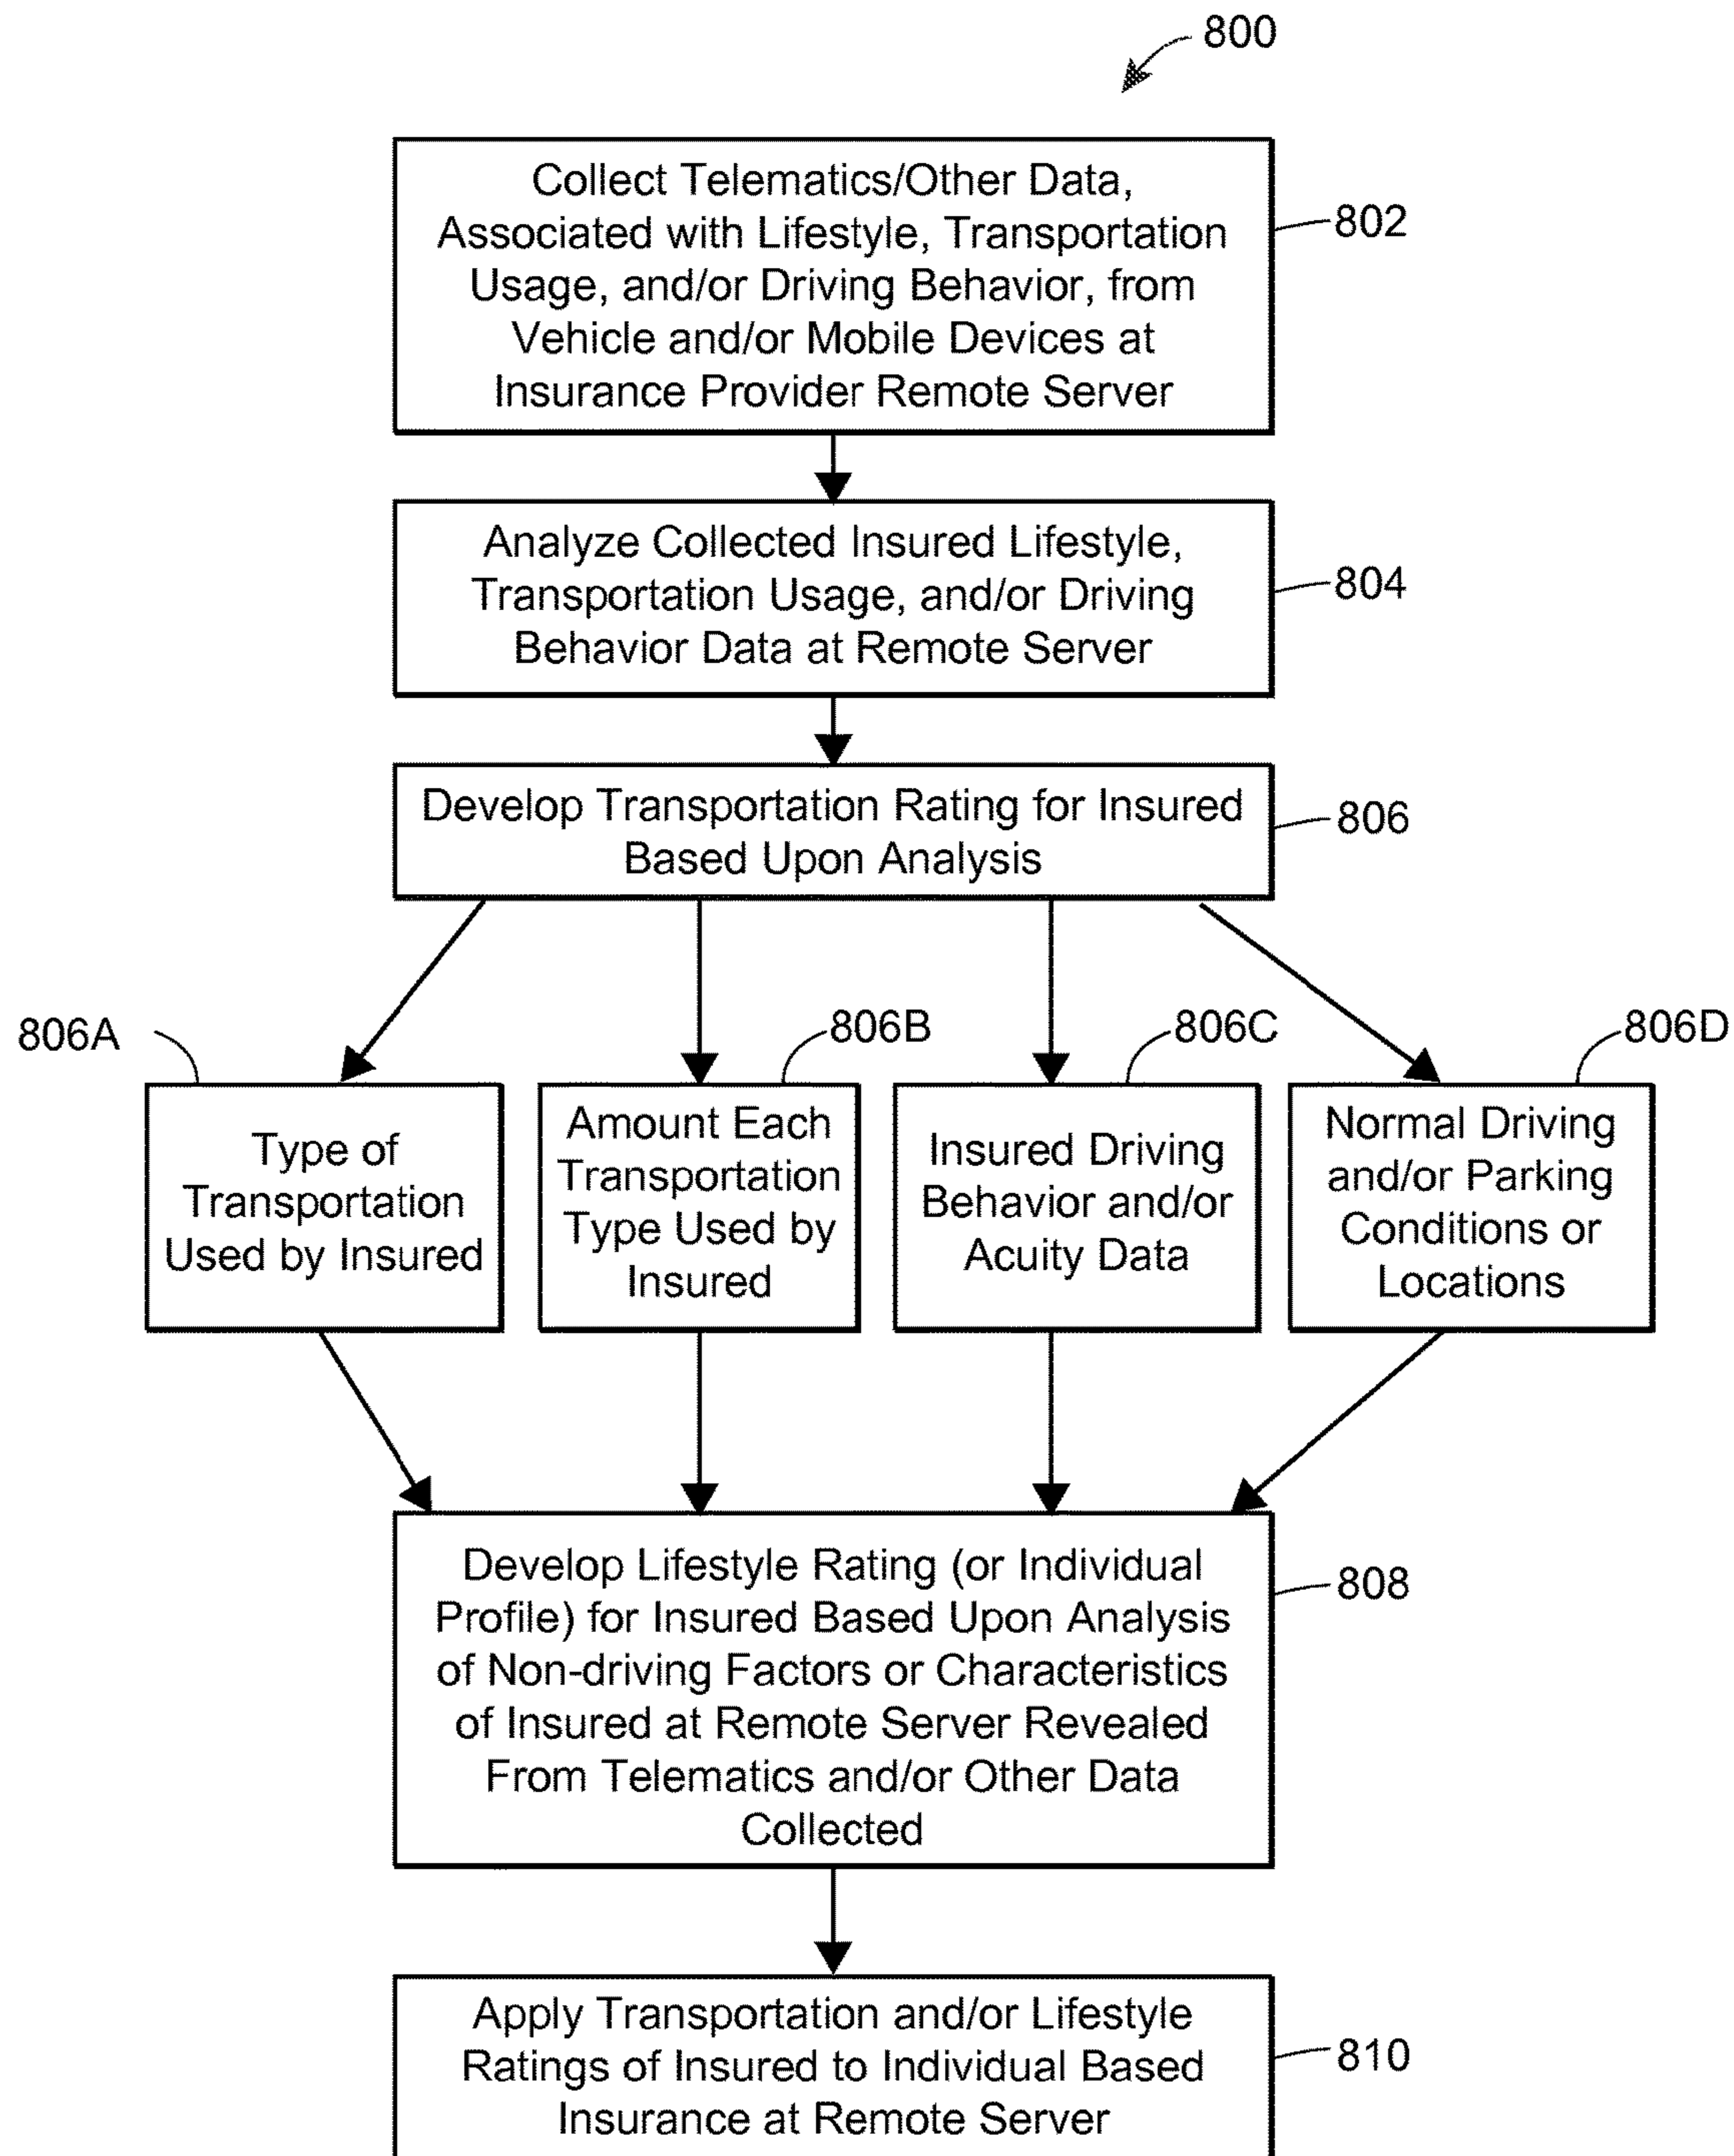 800
Collect Telematics/Other Data,
Associated with Lifestyle, Transportation
Usage, and/or Driving Behavior, from
Vehicle and/or Mobile Devices at
Insurance Provider Remote Server
802
Analyze Collected Insured Lifestyle,
Transportation Usage, and/or Driving
Behavior Data at Remote Server
804
Develop Transportation Rating for Insured
Based Upon Analysis
806
806A
Type of
Transportation
Used by Insured
806B
Amount Each
Transportation
Type Used by
Insured
806C
Insured Driving
Behavior and/or
Acuity Data
806D
Normal Driving
and/or Parking
Conditions or
Locations
Develop Lifestyle Rating (or Individual
Profile) for Insured Based Upon Analysis
of Non-driving Factors or Characteristics
of Insured at Remote Server Revealed
From Telematics and/or Other Data
Collected
808
Apply Transportation and/or Lifestyle
Ratings of Insured to Individual Based
Insurance at Remote Server
810